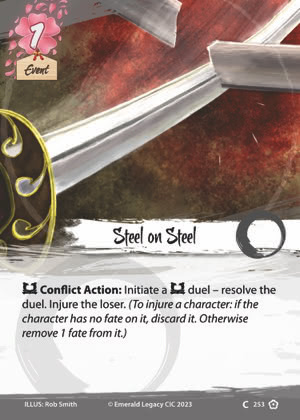 1
Event
Steel on Steel
Conflict Action: Initiate a duel – resolve the
duel. Injure the loser. (To injure a character: if the
character has no fate on it, discard it. Otherwise
remove 1 fate from it.)
ILLUS: Rob Smith © Emerald Legacy CIC 2023 C 253